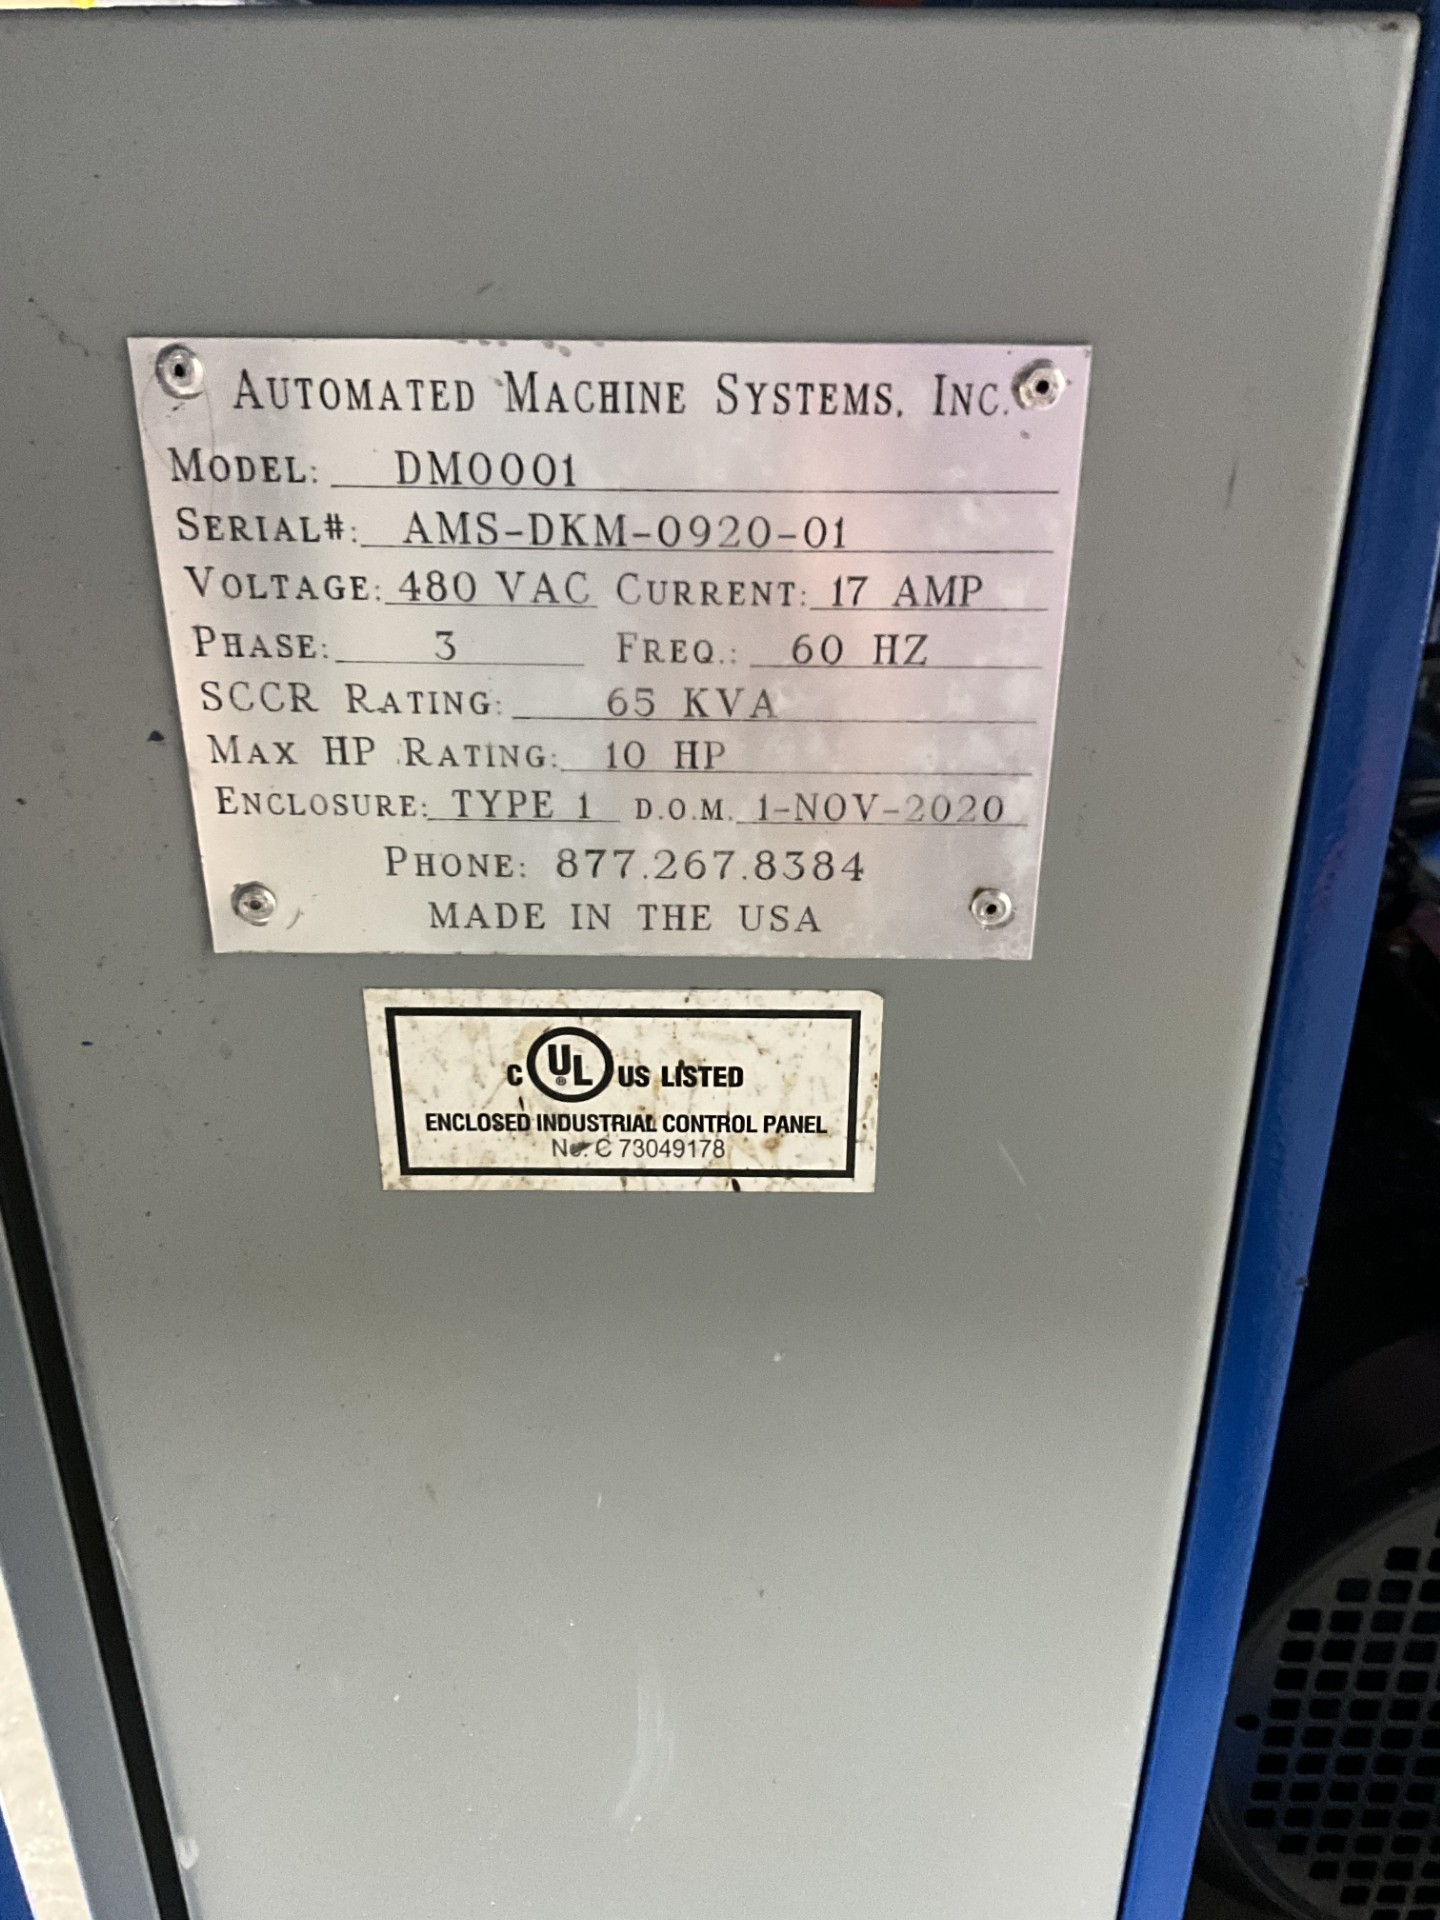 AUTOMATED MACHINE SYSTEMS, INC.
MODEL: DM0001
SERIAL#: AMS-DKM-0920-01
VOLTAGE: 480 VAC CURRENT: 17 AMP
PHASE: 3 FREQ.: 60 HZ
SCCR RATING: 65 KVA
MAX HP RATING: 10 HP
ENCLOSURE: TYPE 1 D.O.M. 1-NOV-2020
PHONE: 877.267.8384
MADE IN THE USA
C UL ® US LISTED
ENCLOSED INDUSTRIAL CONTROL PANEL
No. C 73049178